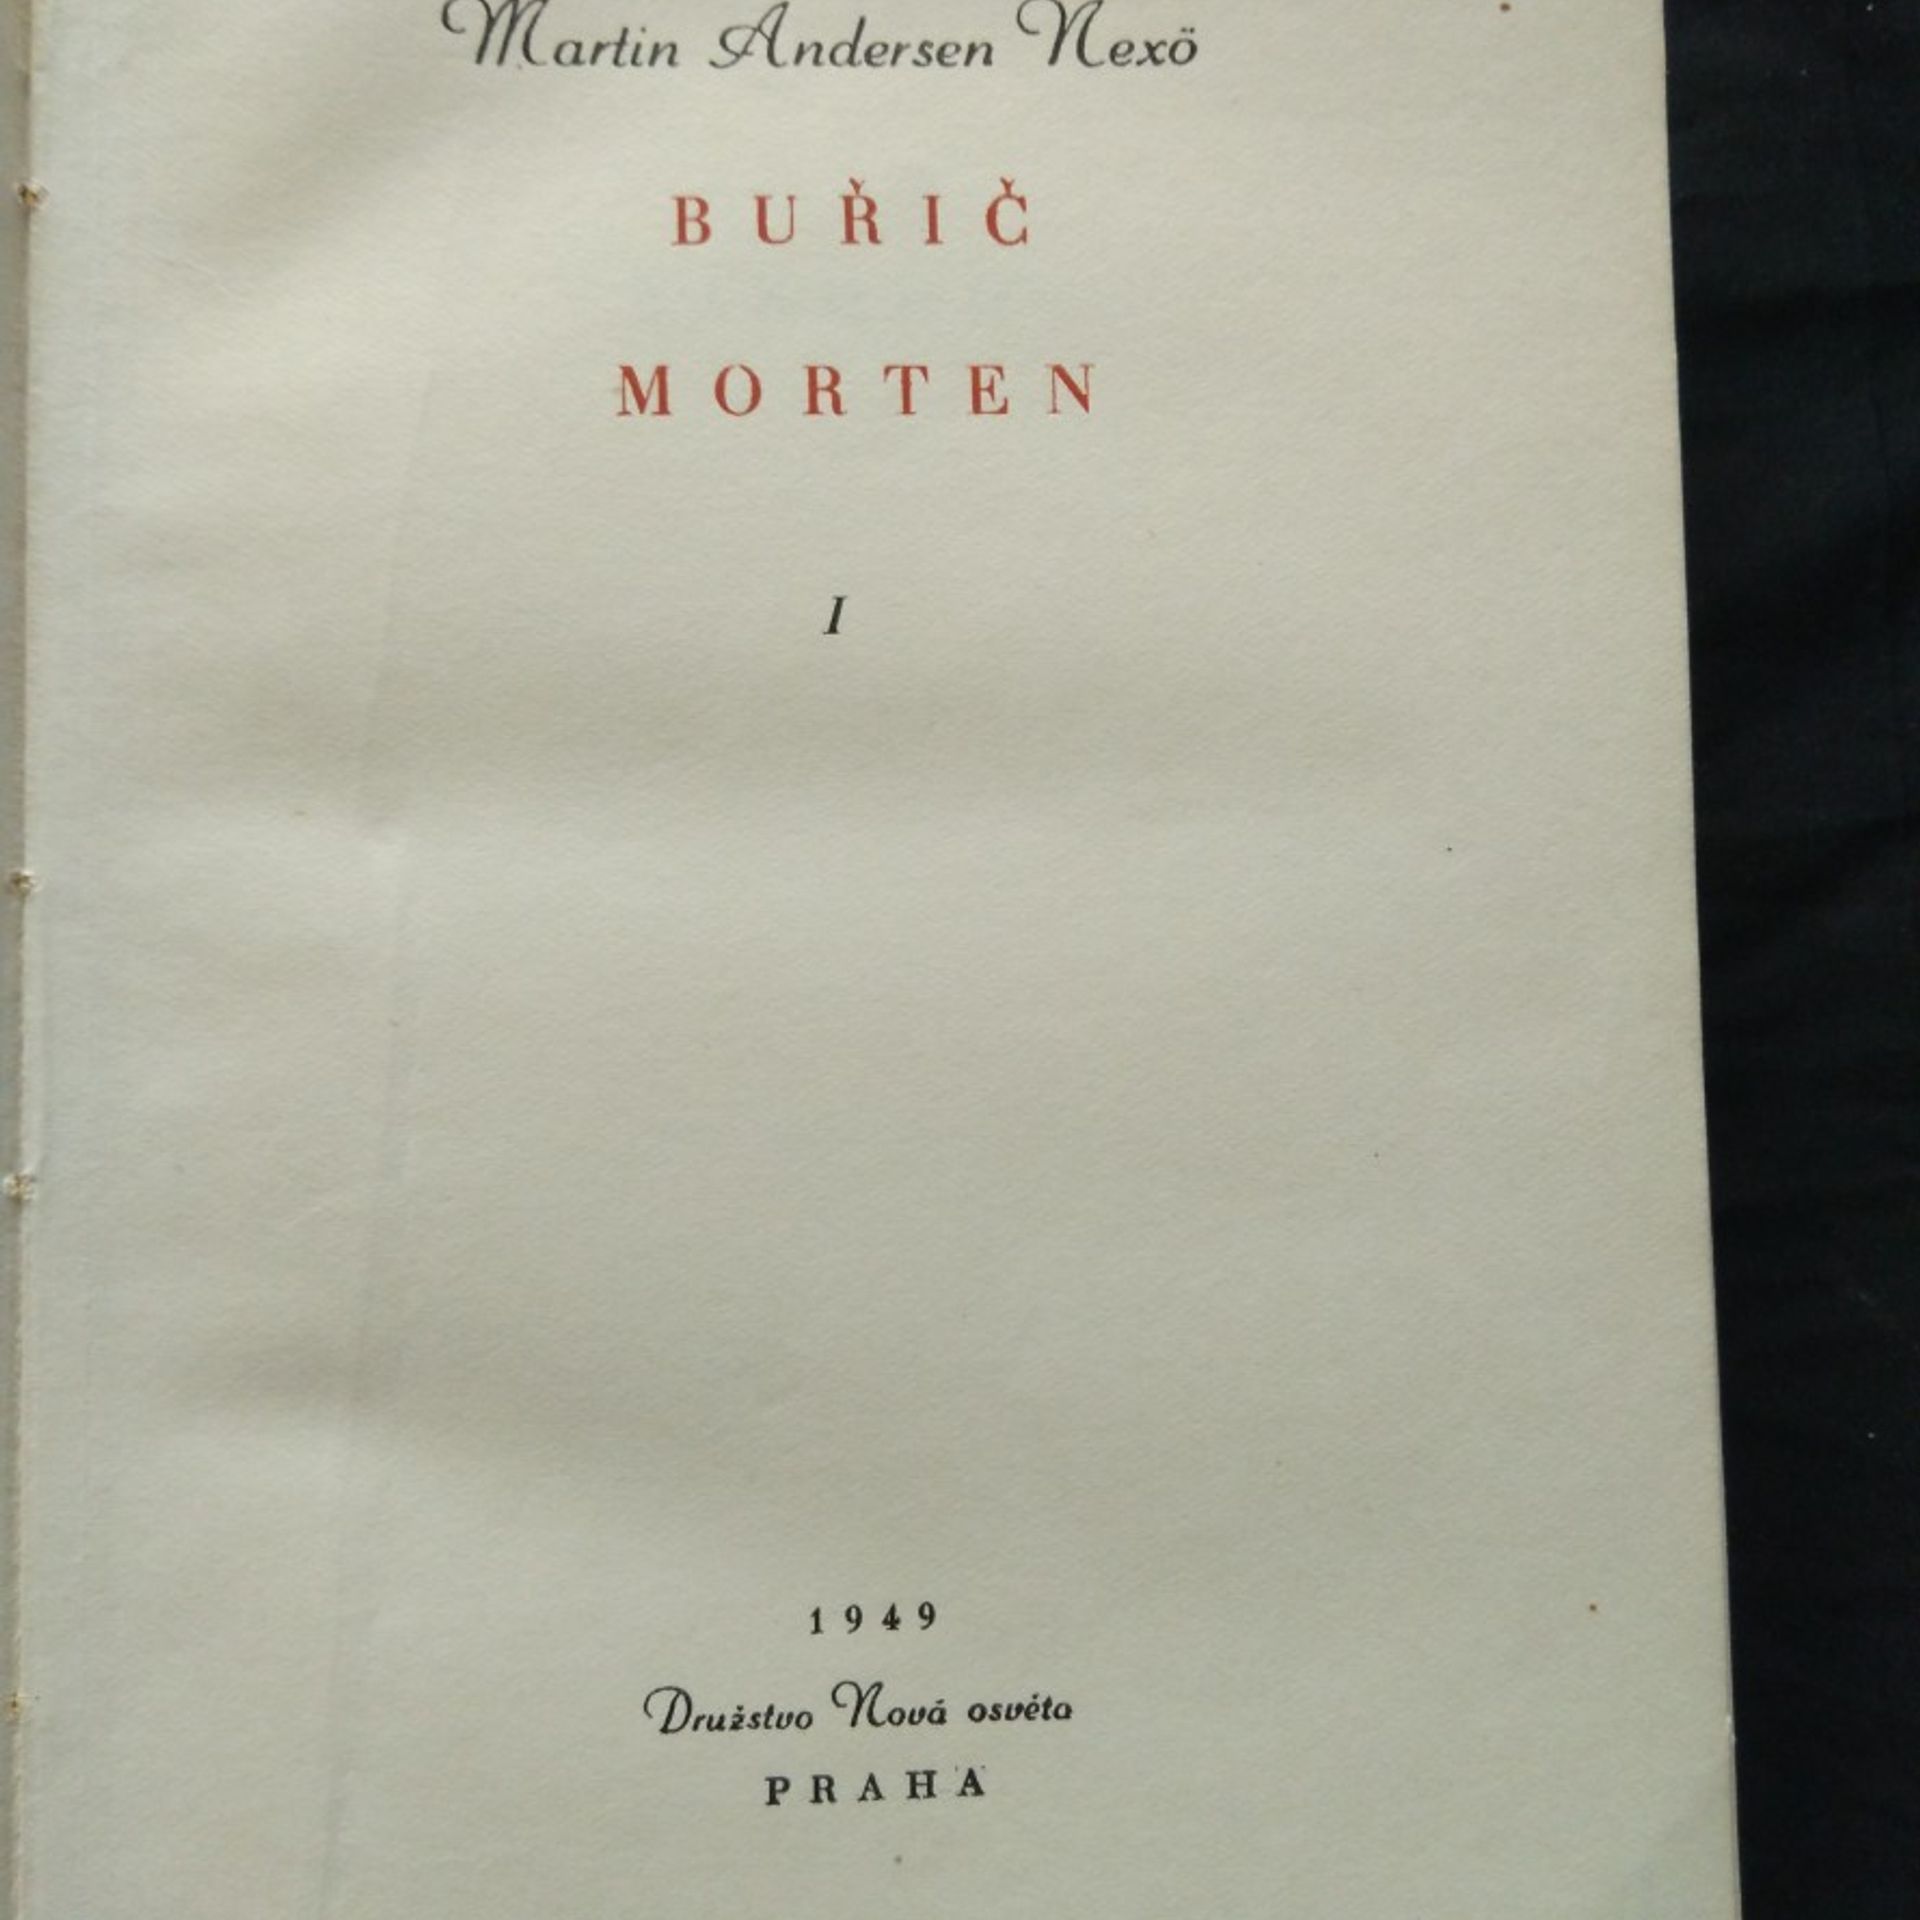 Martin Andersen Nexö
BUŘIČ
MORTEN
I
1949
Družstvo Nová osvěta
PRAHA